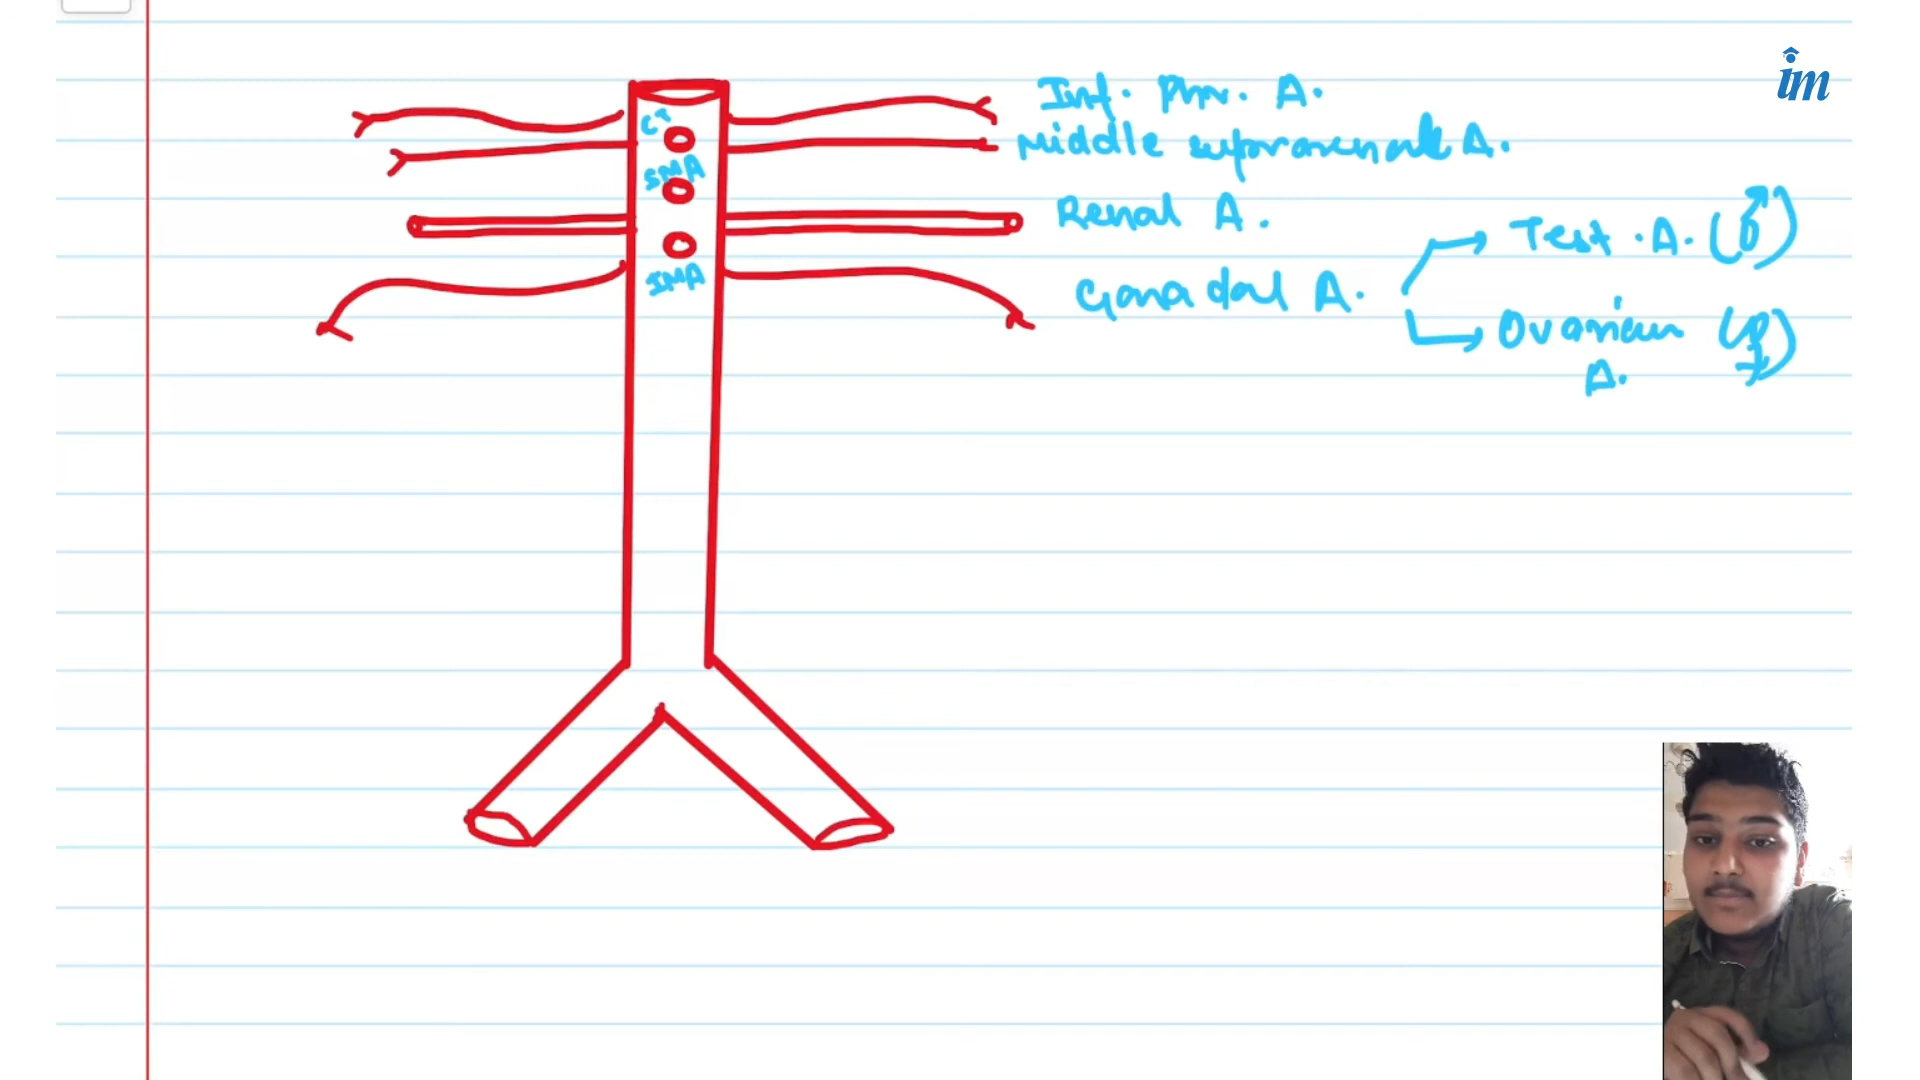 im
Inf. Phr. A.
CT
Middle suprarenal A.
SMA
Renal A.
Test. A. (♂)
IMA
Gonadal A.
Ovarian (♀)
A.